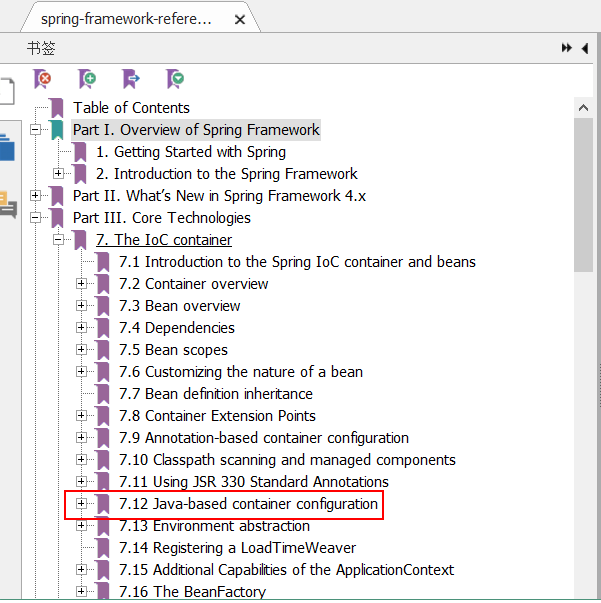 spring-framework-refere...
书签
Table of Contents
Part I. Overview of Spring Framework
1. Getting Started with Spring
2. Introduction to the Spring Framework
Part II. What’s New in Spring Framework 4.x
Part III. Core Technologies
7. The IoC container
7.1 Introduction to the Spring IoC container and beans
7.2 Container overview
7.3 Bean overview
7.4 Dependencies
7.5 Bean scopes
7.6 Customizing the nature of a bean
7.7 Bean definition inheritance
7.8 Container Extension Points
7.9 Annotation-based container configuration
7.10 Classpath scanning and managed components
7.11 Using JSR 330 Standard Annotations
7.12 Java-based container configuration
7.13 Environment abstraction
7.14 Registering a LoadTimeWeaver
7.15 Additional Capabilities of the ApplicationContext
7.16 The BeanFactory